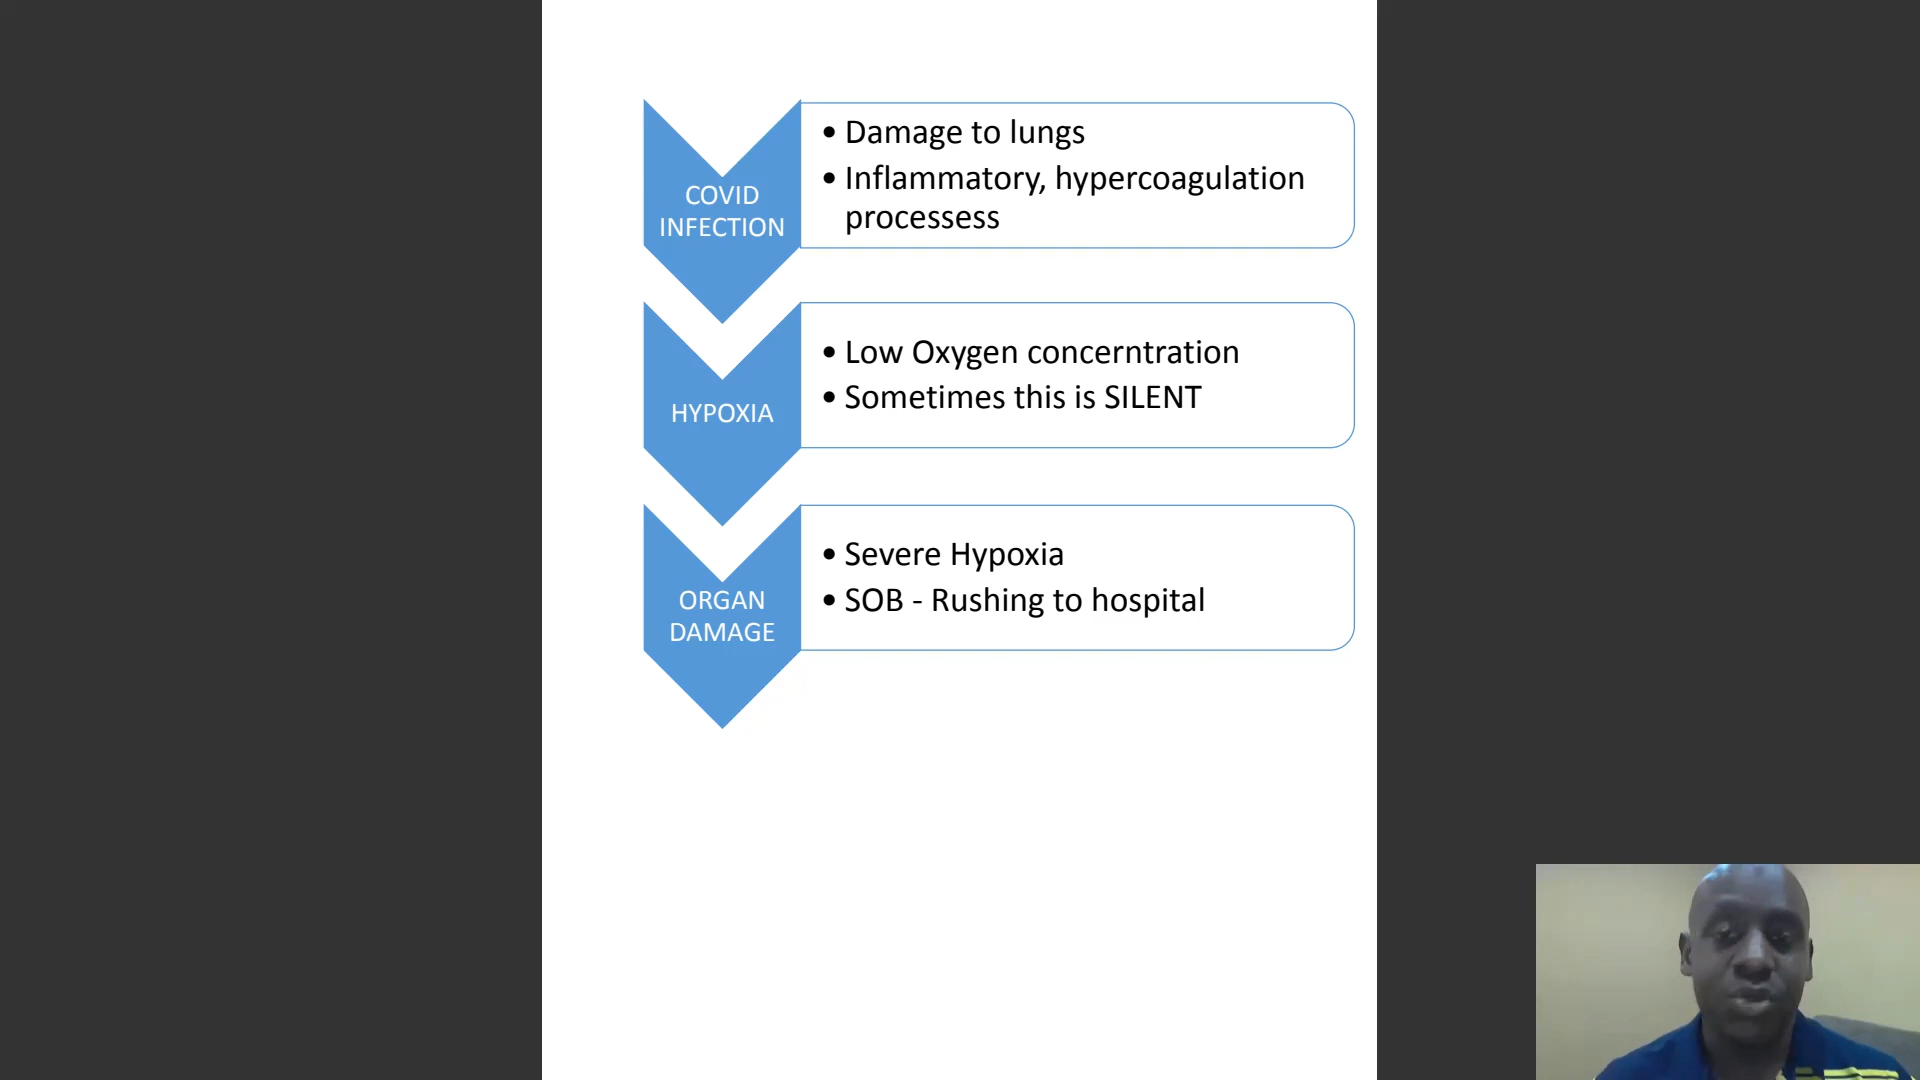 COVID
INFECTION
• Damage to lungs
• Inflammatory, hypercoagulation
processess
HYPOXIA
• Low Oxygen concerntration
• Sometimes this is SILENT
ORGAN
DAMAGE
• Severe Hypoxia
• SOB - Rushing to hospital